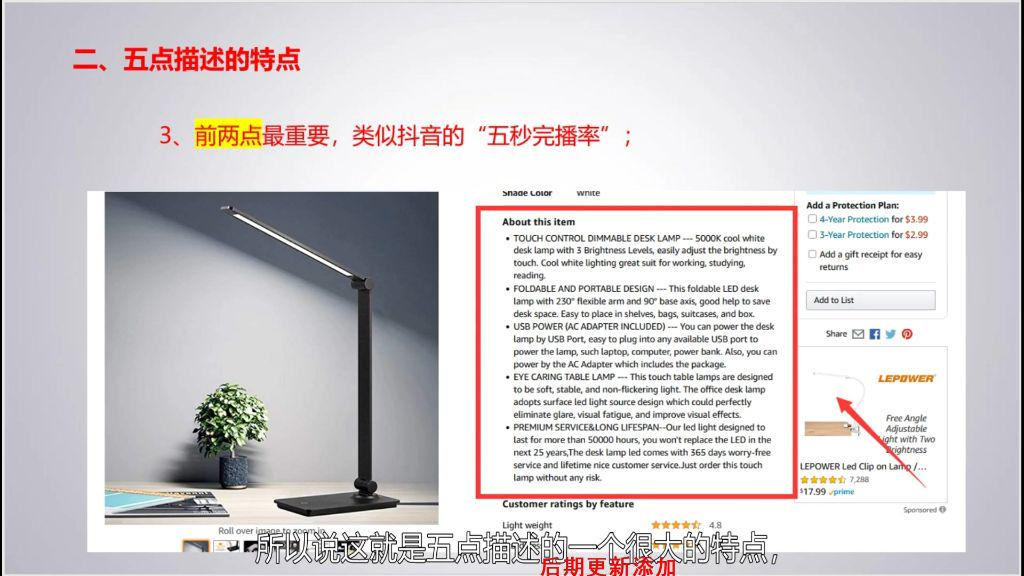 二、五点描述的特点
3、前两点最重要，类似抖音的“五秒完播率”；
Shade Color white
About this item
• TOUCH CONTROL DIMMABLE DESK LAMP --- 5000K cool white
desk lamp with 3 Brightness Levels, easily adjust the brightness by
touch. Cool white lighting great suit for working, studying,
reading.
• FOLDABLE AND PORTABLE DESIGN --- This foldable LED desk
lamp with 230° flexible arm and 90° base axis, good help to save
desk space. Easy to place in shelves, bags, suitcases, and box.
• USB POWER (AC ADAPTER INCLUDED) --- You can power the desk
lamp by USB Port, easy to plug into any available USB port to
power the lamp, such laptop, computer, power bank. Also, you can
power by the AC Adapter which includes the package.
• EYE CARING TABLE LAMP --- This touch table lamps are designed
to be soft, stable, and non-flickering light. The office desk lamp
adopts surface led light source design which could perfectly
eliminate glare, visual fatigue, and improve visual effects.
• PREMIUM SERVICE&LONG LIFESPAN--Our led light designed to
last for more than 50000 hours, you won't replace the LED in the
next 25 years,The desk lamp led comes with 365 days worry-free
service and lifetime nice customer service.Just order this touch
lamp without any risk.
Customer ratings by feature
Light weight 4.8
Add a Protection Plan:
4-Year Protection for $3.99
3-Year Protection for $2.99
Add a gift receipt for easy
returns
Add to List
Share
LEPOWER
Free Angle
Adjustable
Light with Two
Brightness
LEPOWER Led Clip on Lamp /...
7,288
$17.99 prime
Sponsored
Roll over image to zoom in
所以说这就是五点描述的一个很大的特点，
后期更新添加